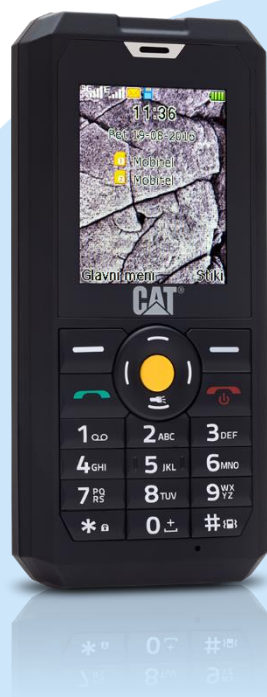 3G E
11:36
Pet 19-08-2016
Mobitel
Mobitel
Glavni meni Stiki
CAT®
1 2 ABC 3 DEF
4 GHI 5 JKL 6 MNO
7 PQRS 8 TUV 9 WXYZ
* 0 + #